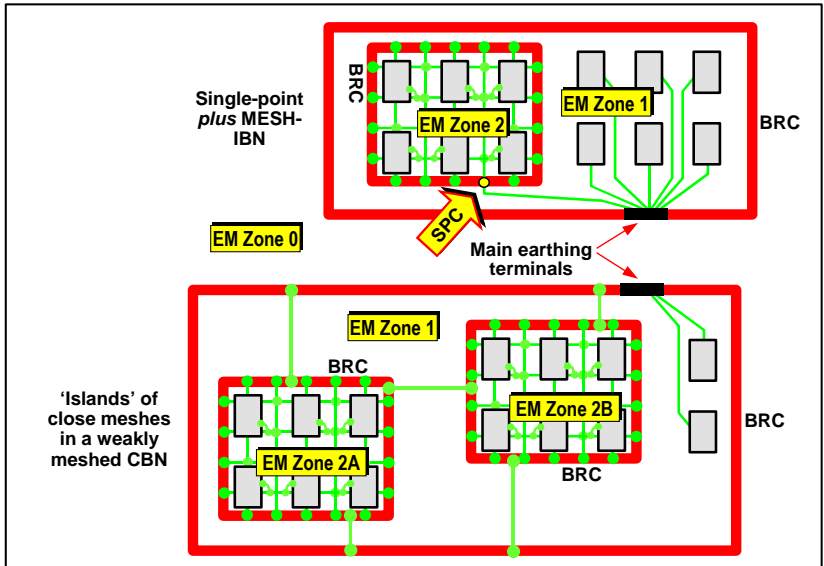 BRC
EM Zone 1
Single-point
plus MESH-
IBN
EM Zone 2
BRC
SPC
EM Zone 0
Main earthing
terminals
EM Zone 1
BRC
'Islands' of
close meshes
in a weakly
meshed CBN
EM Zone 2B
BRC
EM Zone 2A
BRC